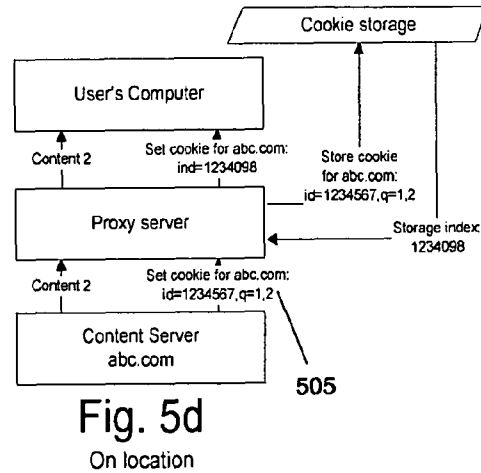 Cookie storage
User's Computer
Content 2
Set cookie for abc.com:
ind=1234098
Store cookie
for abc.com:
id=1234567,q=1,2
Proxy server
Storage index:
1234098
Content 2
Set cookie for abc.com:
id=1234567,q=1,2
Content Server
abc.com
505
Fig. 5d
On location